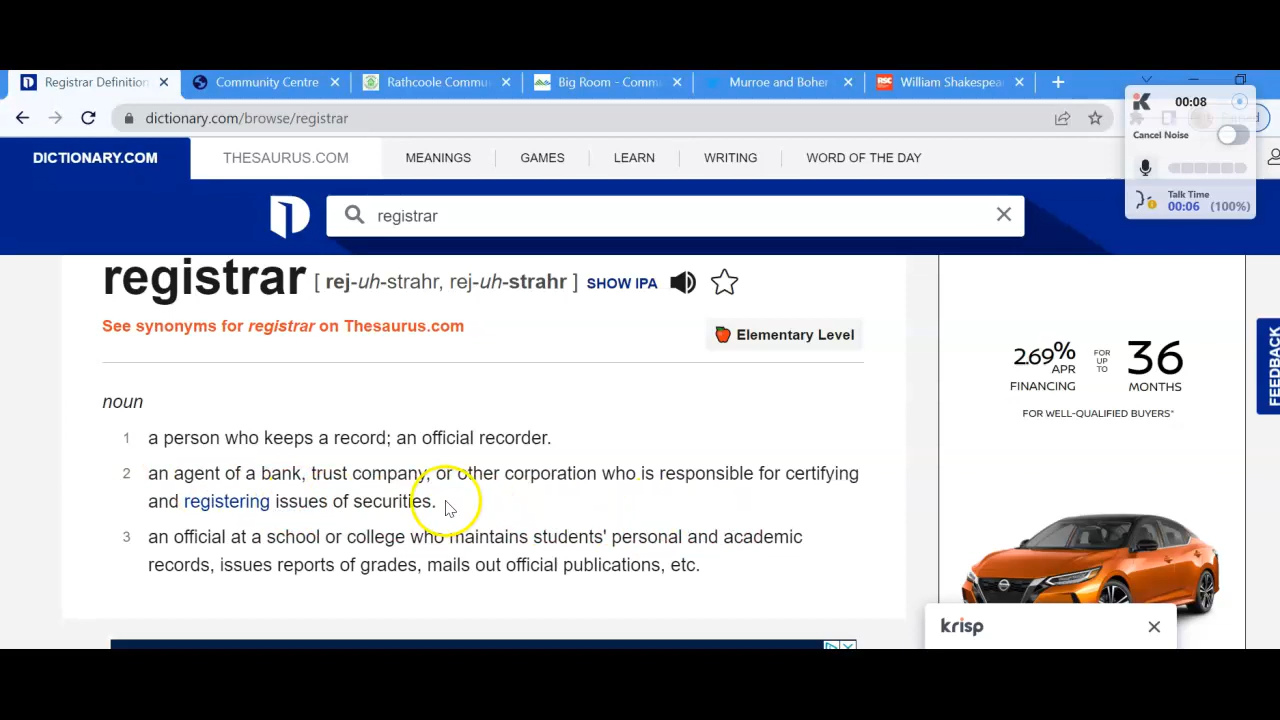 Registrar Definition
Community Centre
Rathcoole Commu
Big Room - Comm
Murroe and Boher
William Shakespea
dictionary.com/browse/registrar
00:08
Cancel Noise
Talk Time
00:06 (100%)
DICTIONARY.COM
THESAURUS.COM
MEANINGS
GAMES
LEARN
WRITING
WORD OF THE DAY
registrar
registrar [ rej-uh-strahr, rej-uh-strahr ] SHOW IPA
See synonyms for registrar on Thesaurus.com
Elementary Level
noun
1 a person who keeps a record; an official recorder.
2 an agent of a bank, trust company, or other corporation who is responsible for certifying
and registering issues of securities.
3 an official at a school or college who maintains students' personal and academic
records, issues reports of grades, mails out official publications, etc.
2.69% APR
FINANCING
FOR UP TO
36
MONTHS
FOR WELL-QUALIFIED BUYERS*
FEEDBACK
krisp